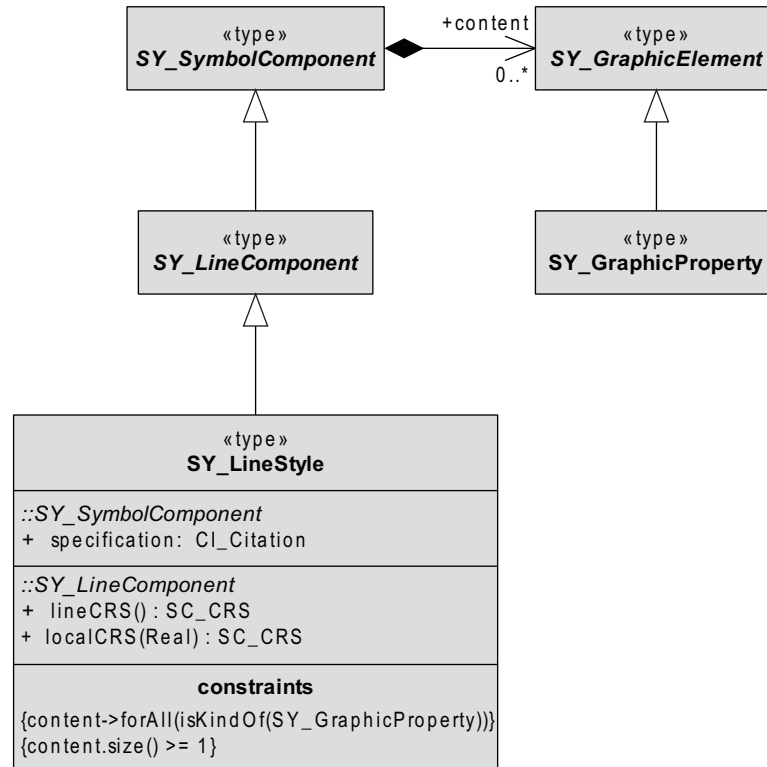 «type»
SY_SymbolComponent
+content
0..*
«type»
SY_GraphicElement
«type»
SY_LineComponent
«type»
SY_GraphicProperty
«type»
SY_LineStyle
::SY_SymbolComponent
+ specification: CI_Citation
::SY_LineComponent
+ lineCRS() : SC_CRS
+ localCRS(Real) : SC_CRS
constraints
{content->forAll(isKindOf(SY_GraphicProperty))}
{content.size() >= 1}